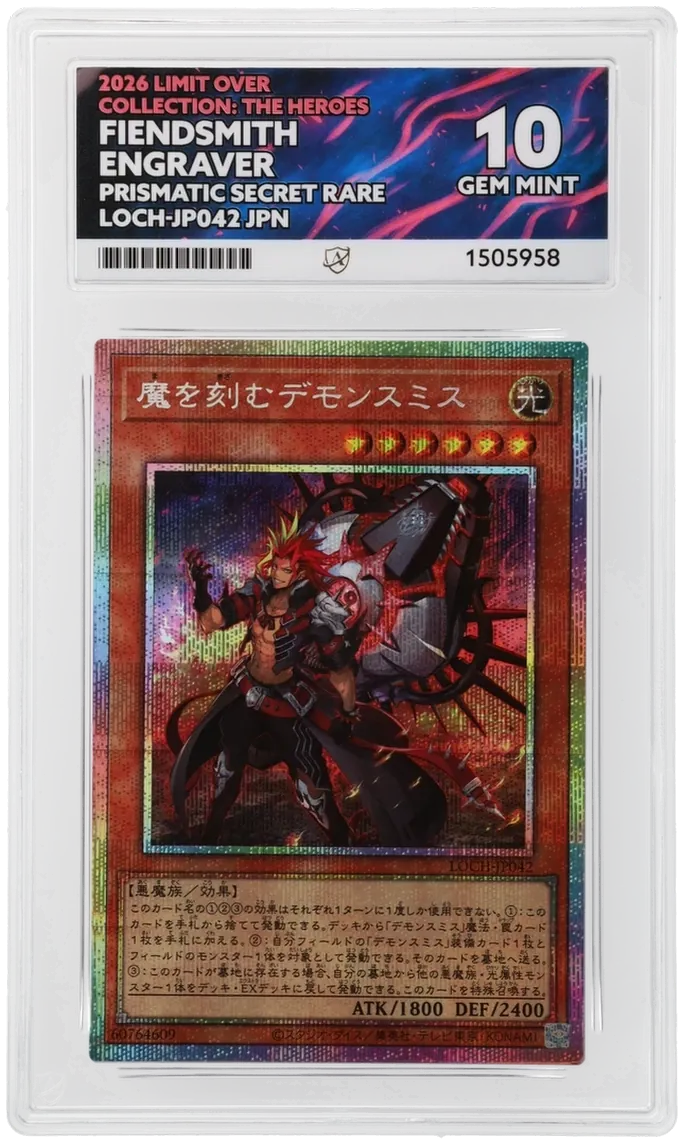 2026 LIMIT OVER
COLLECTION: THE HEROES
FIENDSMITH
ENGRAVER
PRISMATIC SECRET RARE
LOCH-JP042 JPN
10
GEM MINT
1505958
魔を刻むデモンスミス
光
LOCH-JP042
【悪魔族/効果】
このカード名の①②③の効果はそれぞれ1ターンに1度しか使用できない。①:この
カードを手札から捨てて発動できる。デッキから「デモンスミス」魔法・罠カード
1枚を手札に加える。②:自分フィールドの「デモンスミス」装備カード1枚と
フィールドのモンスター1体を対象として発動できる。そのカードを墓地へ送る。
③:このカードが墓地に存在する場合、自分の墓地から他の悪魔族・光属性モン
スター1体をデッキ・EXデッキに戻して発動できる。このカードを特殊召喚する。
ATK/1800 DEF/2400
60764609
©スタジオ・ダイス/集英社・テレビ東京・KONAMI